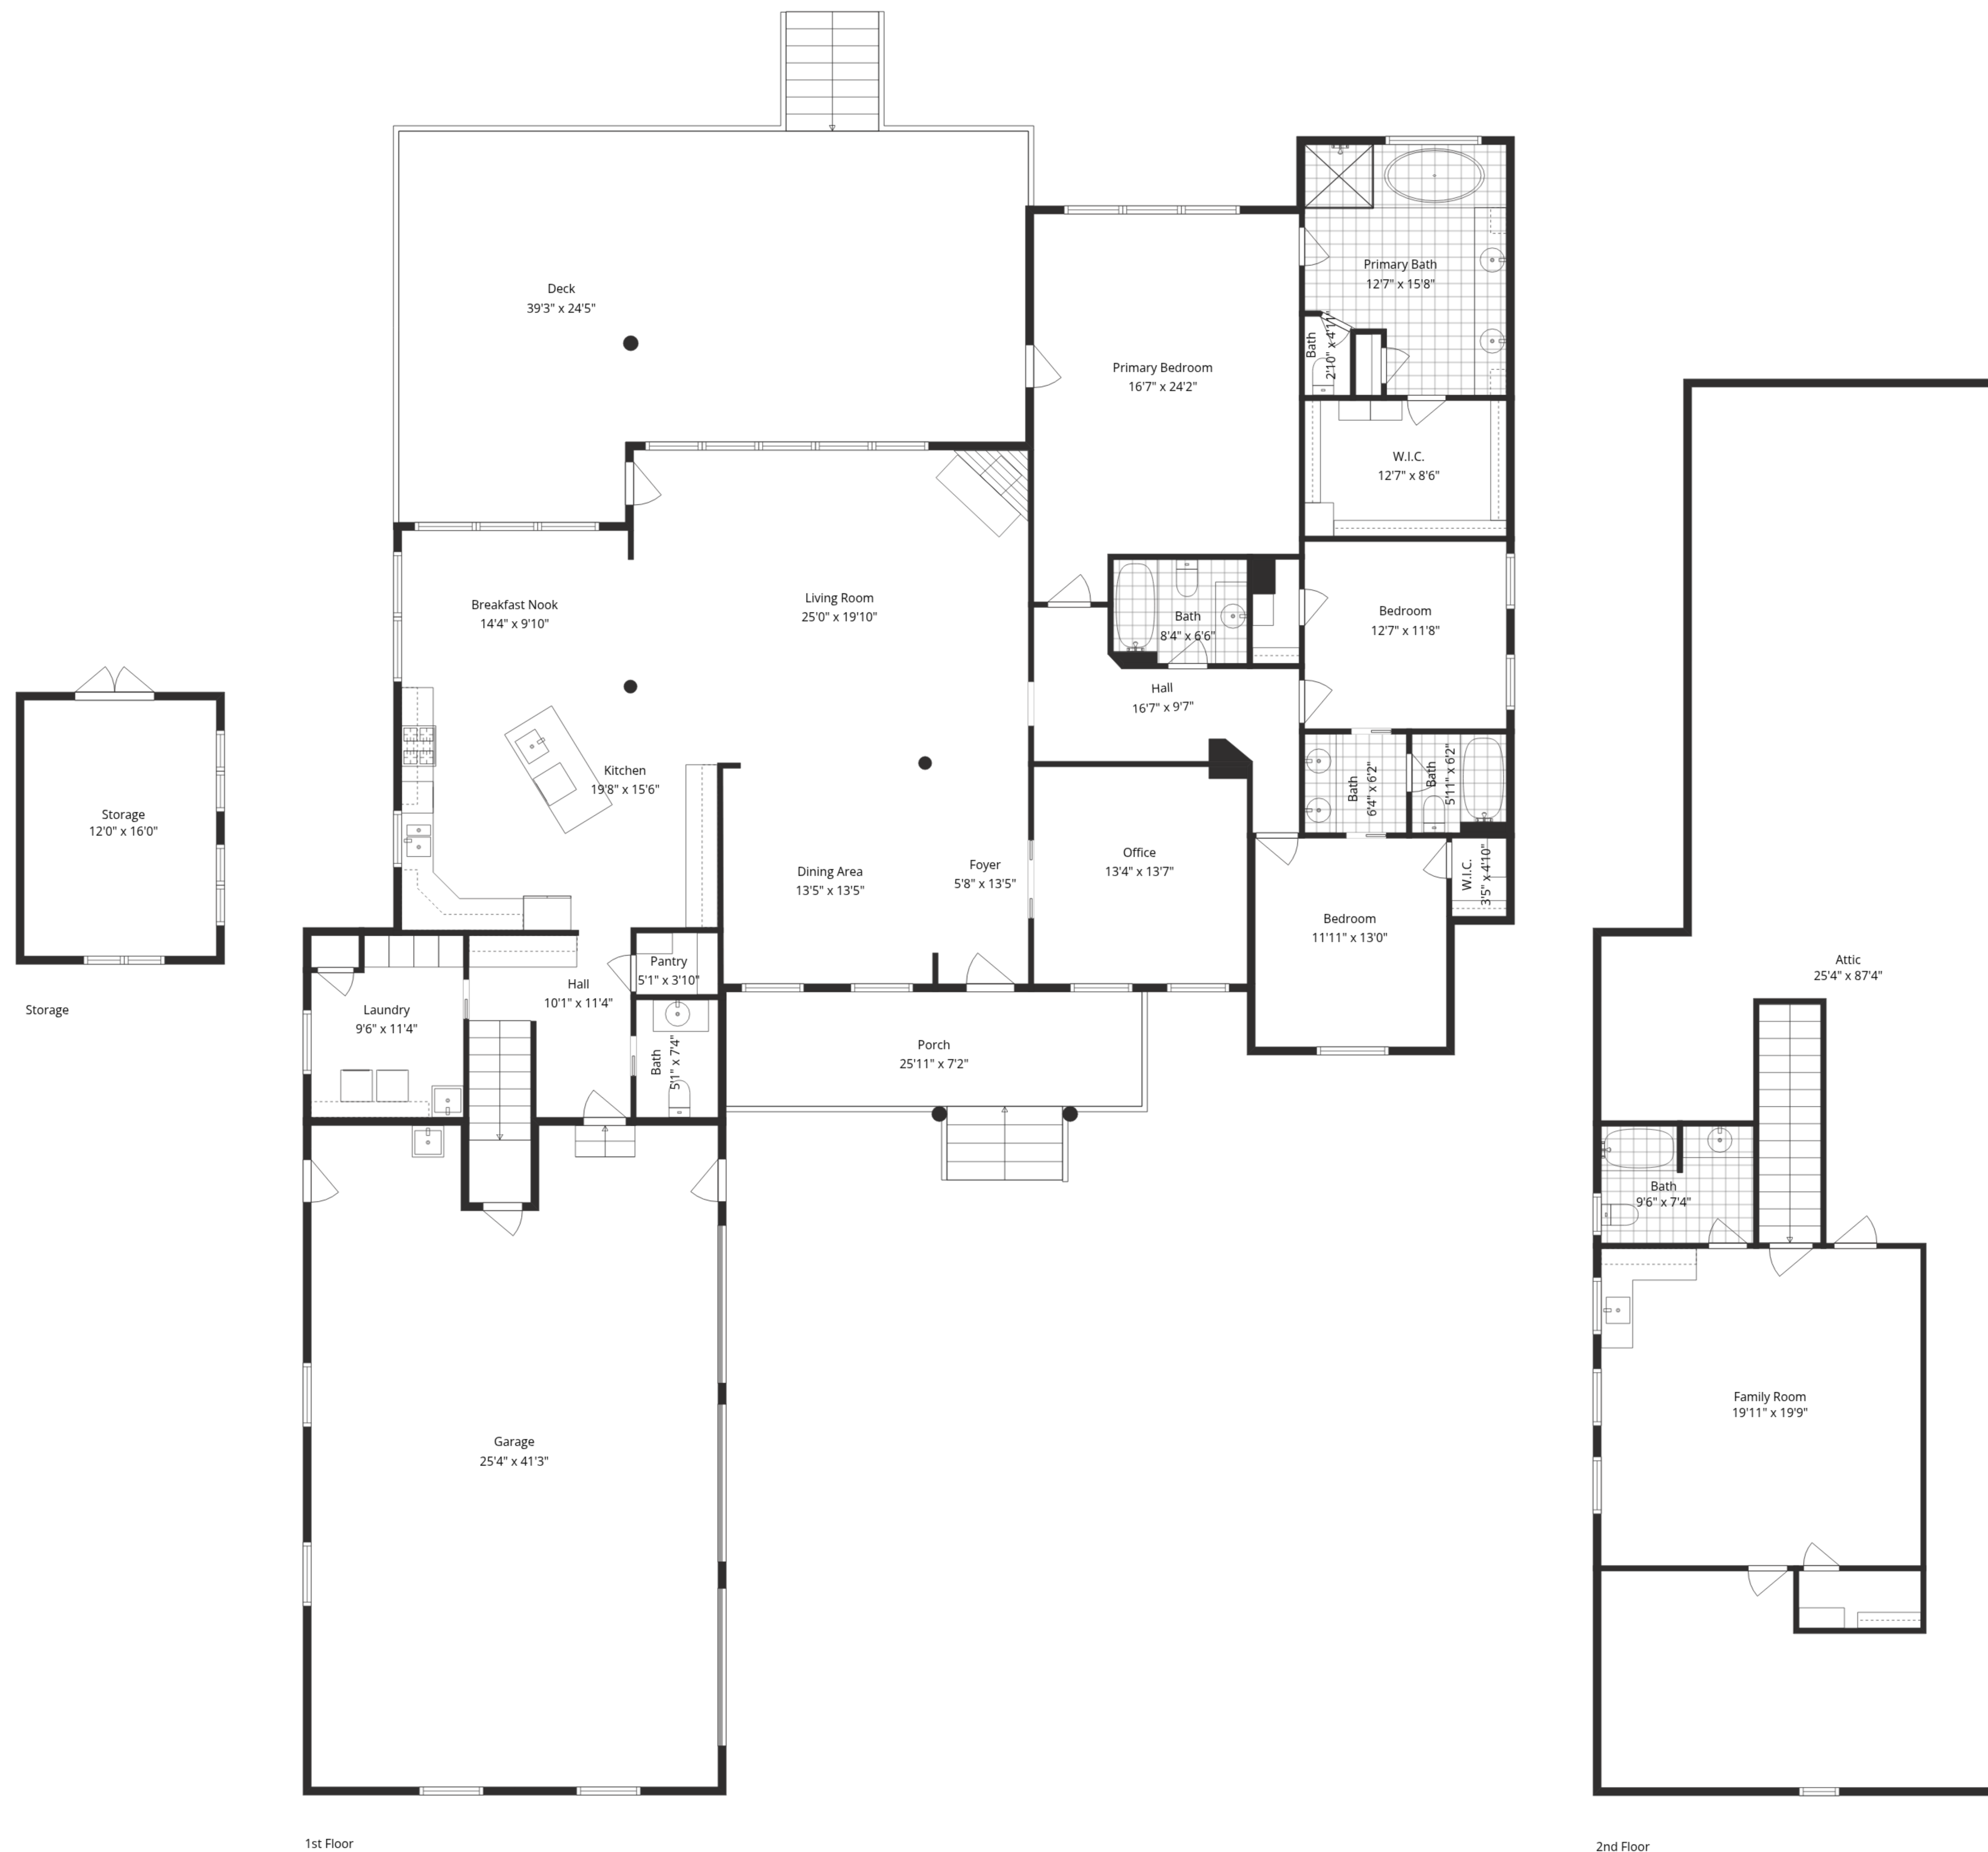 Deck
39'3" x 24'5"
Primary Bath
12'7" x 15'8"
Bath
2'10" x 4'11"
Primary Bedroom
16'7" x 24'2"
W.I.C.
12'7" x 8'6"
Breakfast Nook
14'4" x 9'10"
Living Room
25'0" x 19'10"
Bath
8'4" x 6'6"
Bedroom
12'7" x 11'8"
Hall
16'7" x 9'7"
Kitchen
19'8" x 15'6"
Bath
6'4" x 6'2"
Bath
5'11" x 6'2"
Storage
12'0" x 16'0"
Dining Area
13'5" x 13'5"
Foyer
5'8" x 13'5"
Office
13'4" x 13'7"
W.I.C.
3'5" x 4'10"
Bedroom
11'11" x 13'0"
Pantry
5'1" x 3'10"
Hall
10'1" x 11'4"
Laundry
9'6" x 11'4"
Storage
Bath
5'1" x 7'4"
Porch
25'11" x 7'2"
Attic
25'4" x 87'4"
Bath
9'6" x 7'4"
Family Room
19'11" x 19'9"
Garage
25'4" x 41'3"
1st Floor
2nd Floor